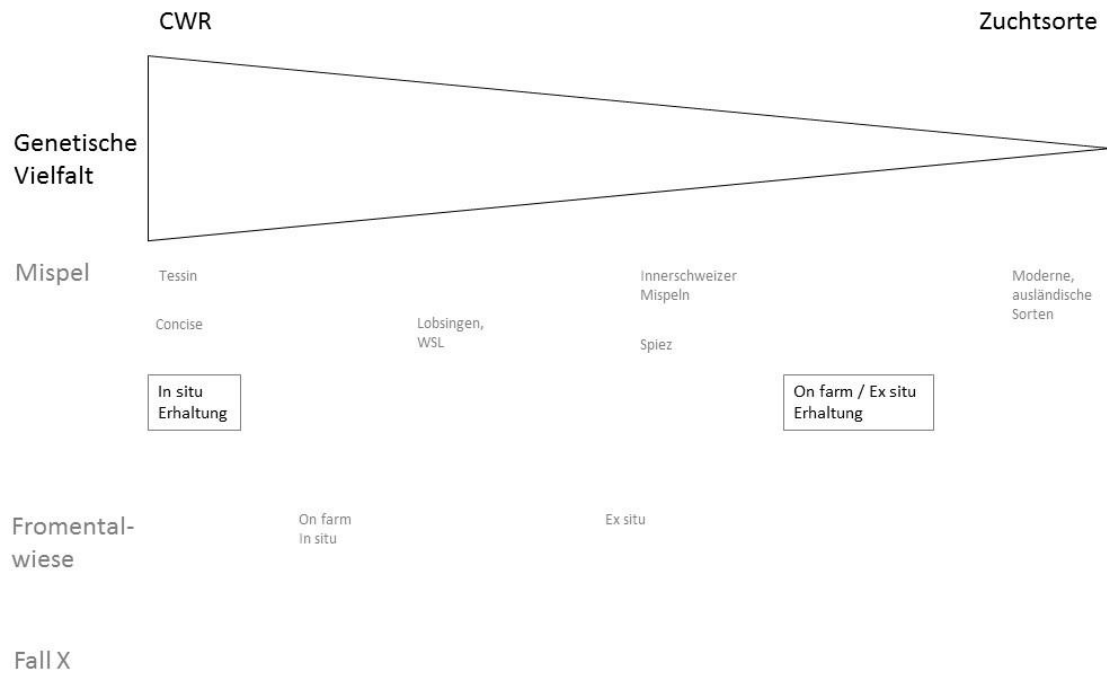 CWR
Zuchtsorte
Genetische
Vielfalt
Mispel
Tessin
Innerschweizer
Mispeln
Moderne,
ausländische
Sorten
Concise
Lobsingen,
WSL
Spiez
In situ
Erhaltung
On farm / Ex situ
Erhaltung
Fromental-
wiese
On farm
In situ
Ex situ
Fall X